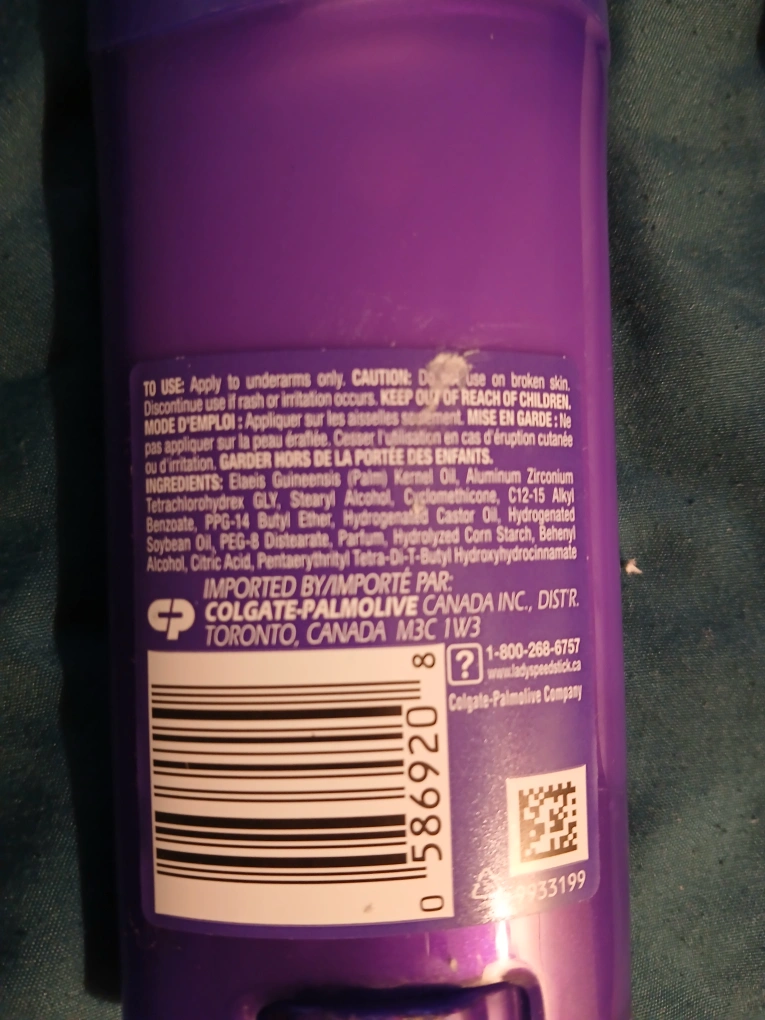 TO USE: Apply to underarms only. CAUTION: Do not use on broken skin.
Discontinue use if rash or irritation occurs. KEEP OUT OF REACH OF CHILDREN.
MODE D'EMPLOI : Appliquer sur les aisselles seulement. MISE EN GARDE : Ne
pas appliquer sur la peau éraflée. Cesser l'utilisation en cas d'éruption cutanée
ou d'irritation. GARDER HORS DE LA PORTÉE DES ENFANTS.
INGREDIENTS: Elaeis Guineensis (Palm) Kernel Oil, Aluminum Zirconium
Tetrachlorohydrex GLY, Stearyl Alcohol, Cyclomethicone, C12-15 Alkyl
Benzoate, PPG-14 Butyl Ether, Hydrogenated Castor Oil, Hydrogenated
Soybean Oil, PEG-8 Distearate, Parfum, Hydrolyzed Corn Starch, Behenyl
Alcohol, Citric Acid, Pentaerythrityl Tetra-Di-T-Butyl Hydroxyhydrocinnamate
IMPORTED BY/IMPORTÉ PAR:
COLGATE-PALMOLIVE CANADA INC., DIST'R.
TORONTO, CANADA M3C 1W3
? 1-800-268-6757
www.ladyspeedstick.ca
Colgate-Palmolive Company
0 586920 8
9933199